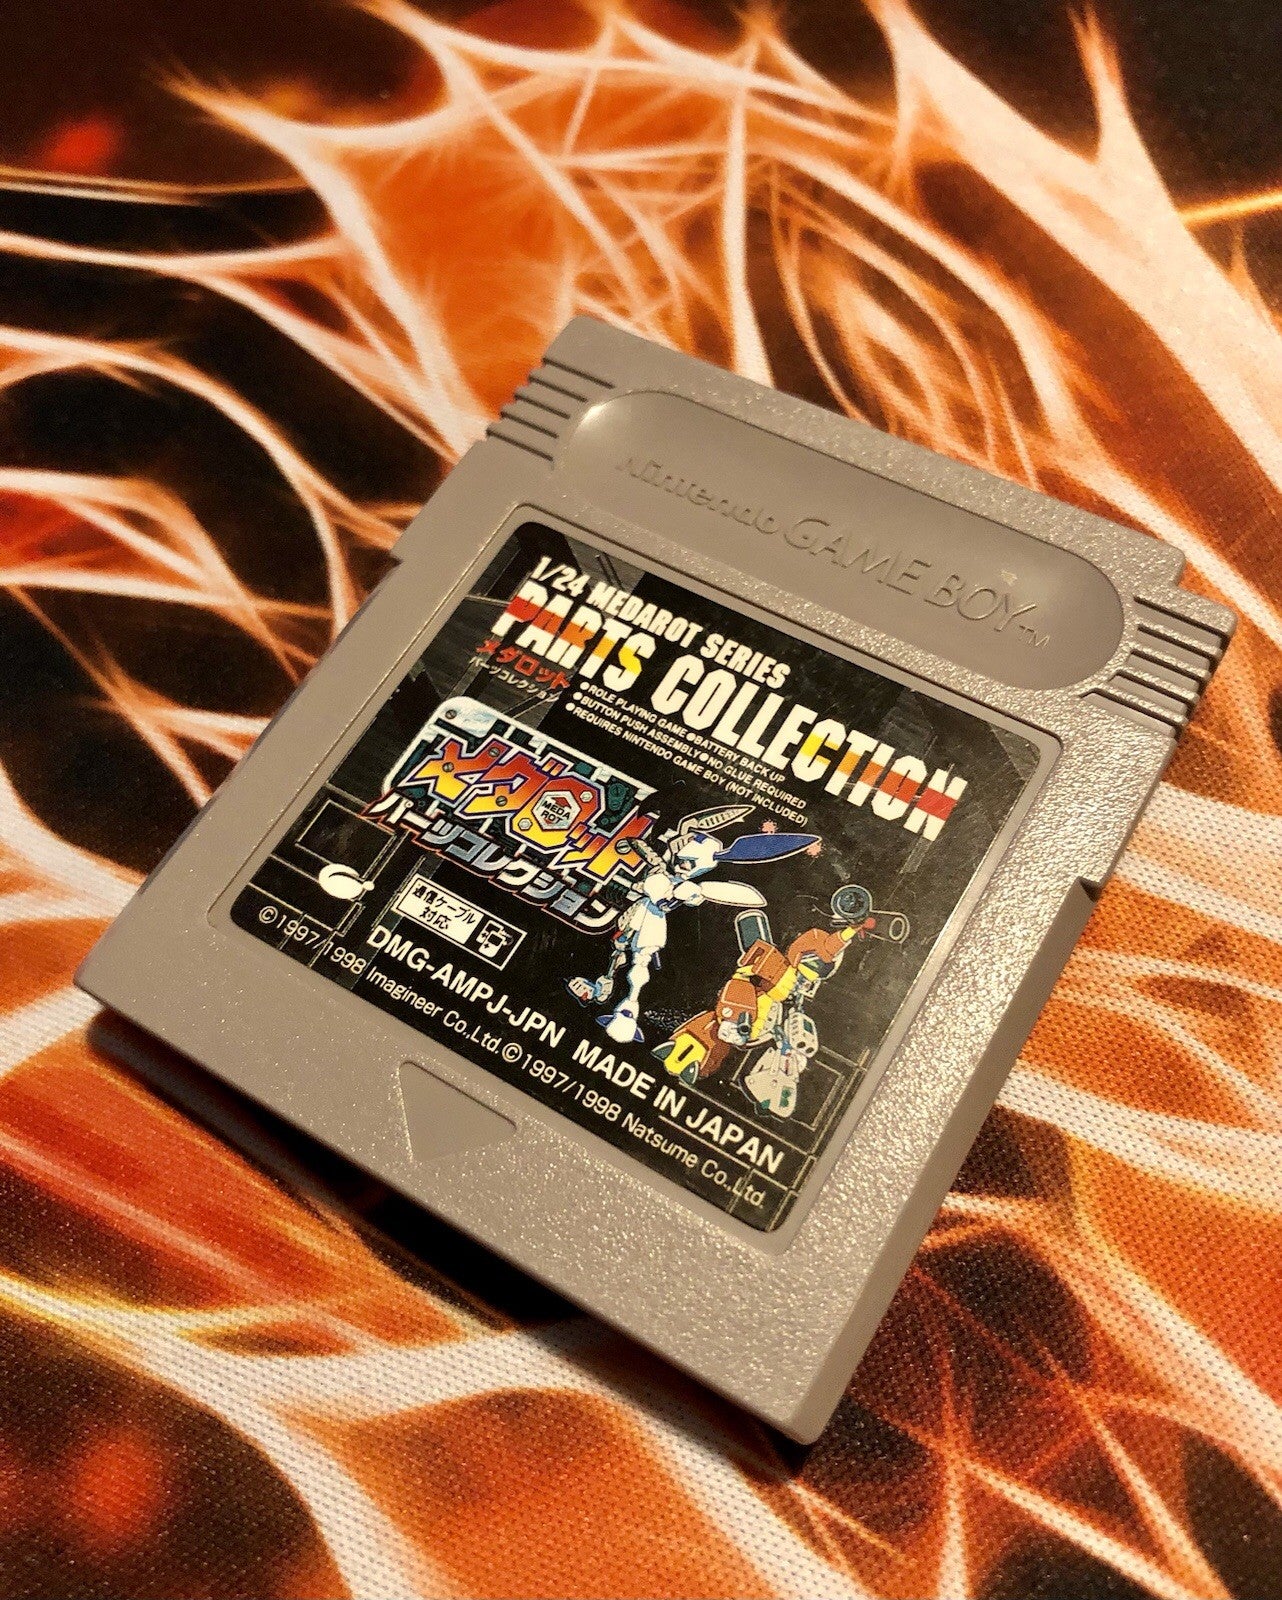 Nintendo GAME BOY TM
1/24 MEDAROT SERIES
PARTS COLLECTION
メダロット
パーツコレクション
●ROLE PLAYNG GAME●BATTERY BACK UP
●BUTTON PUSH ASSEMBLY●NO GLUE REQUIRED
●REQUIRES NINTENDO GAME BOY (NOT INCLUDED)
メダロット
MEDA
ROT
パーツコレクション
通信ケーブル
対応
DMG-AMPJ-JPN MADE IN JAPAN
©1997/1998 Imagineer Co.,Ltd.©1997/1998 Natsume Co.,Ltd.